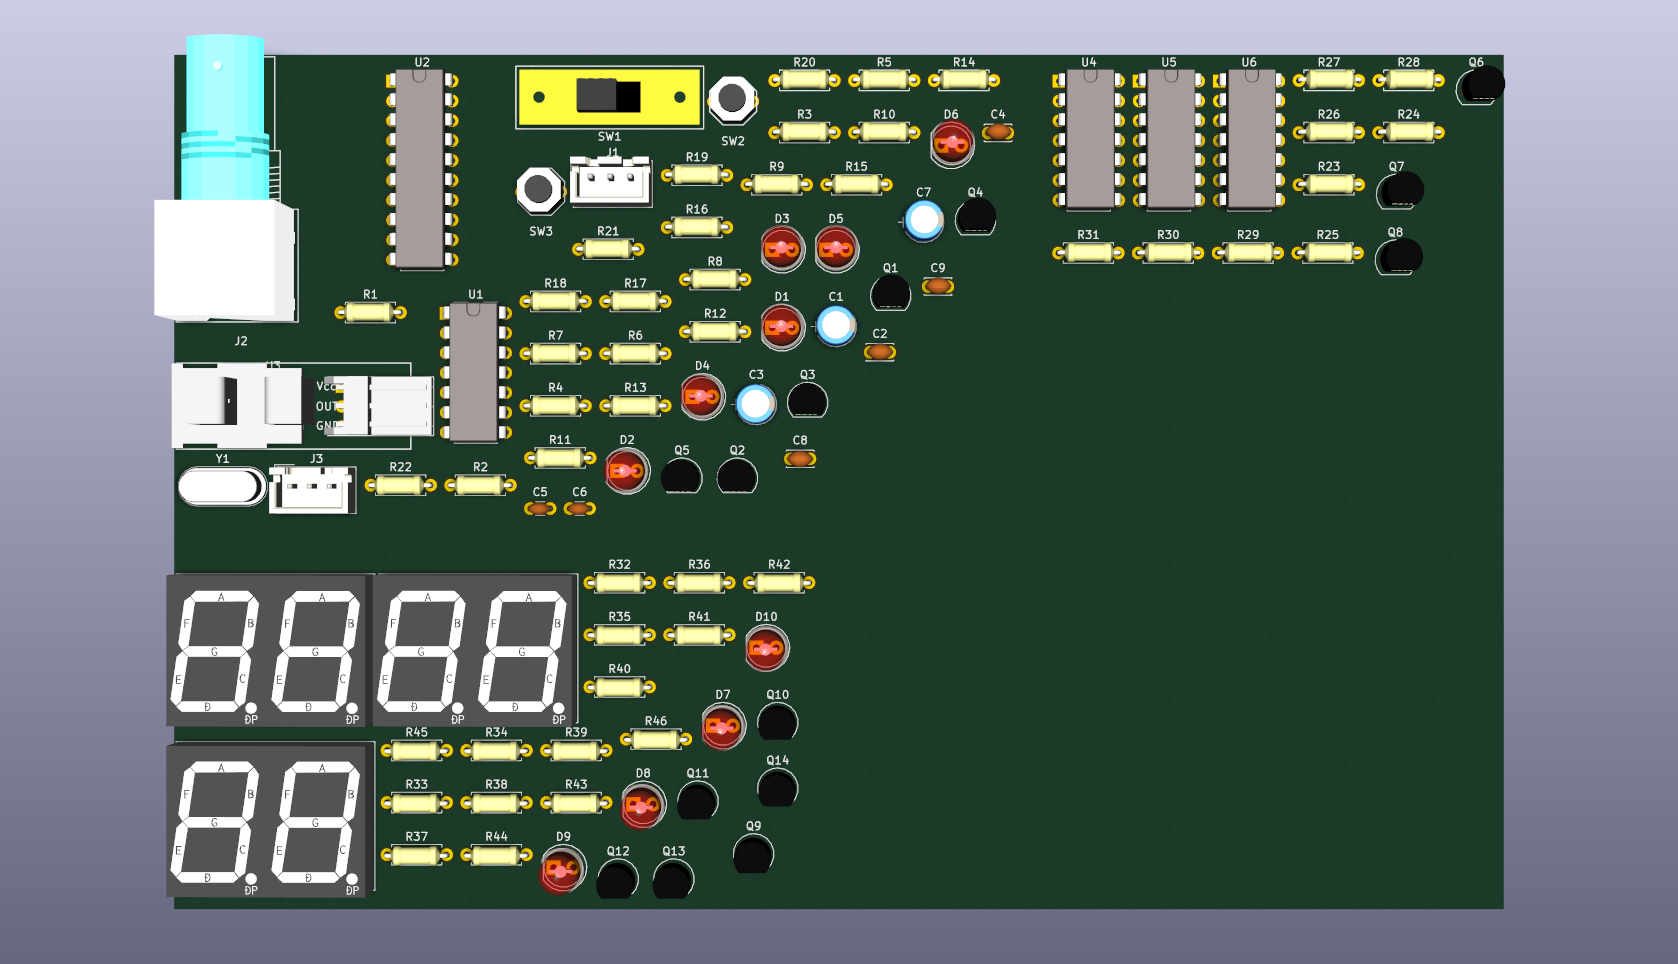 U2
U4 U5 U6 R27 R28 Q6
R20 R5 R14
R3 R10 D6 C4 R26 R24
SW1 SW2
J1
R19 R9 R15 R23 Q7
SW3 R16 D3 D5 C7 Q4
R21
R31 R30 R29 R25 Q8
R8 Q1 C9
R1 U1 R18 R17 D1 C1
R12
J2 R7 R6 C2
D4 C3 Q3
Vcc
OUT R4 R13
GND
R11 D2 Q5 Q2 C8
Y1 J3 R22 R2
C5 C6
R32 R36 R42
A A A A
F B F B F B F B
R35 R41 D10
G G G G
R40
E C E C E C E C
D D D D
DP DP DP DP
D7 Q10
R45 R34 R39 R46
A A
F B F B
Q14
R33 R38 R43 D8 Q11
G G
Q9
R37 R44 D9 Q12 Q13
E C E C
D D
DP DP